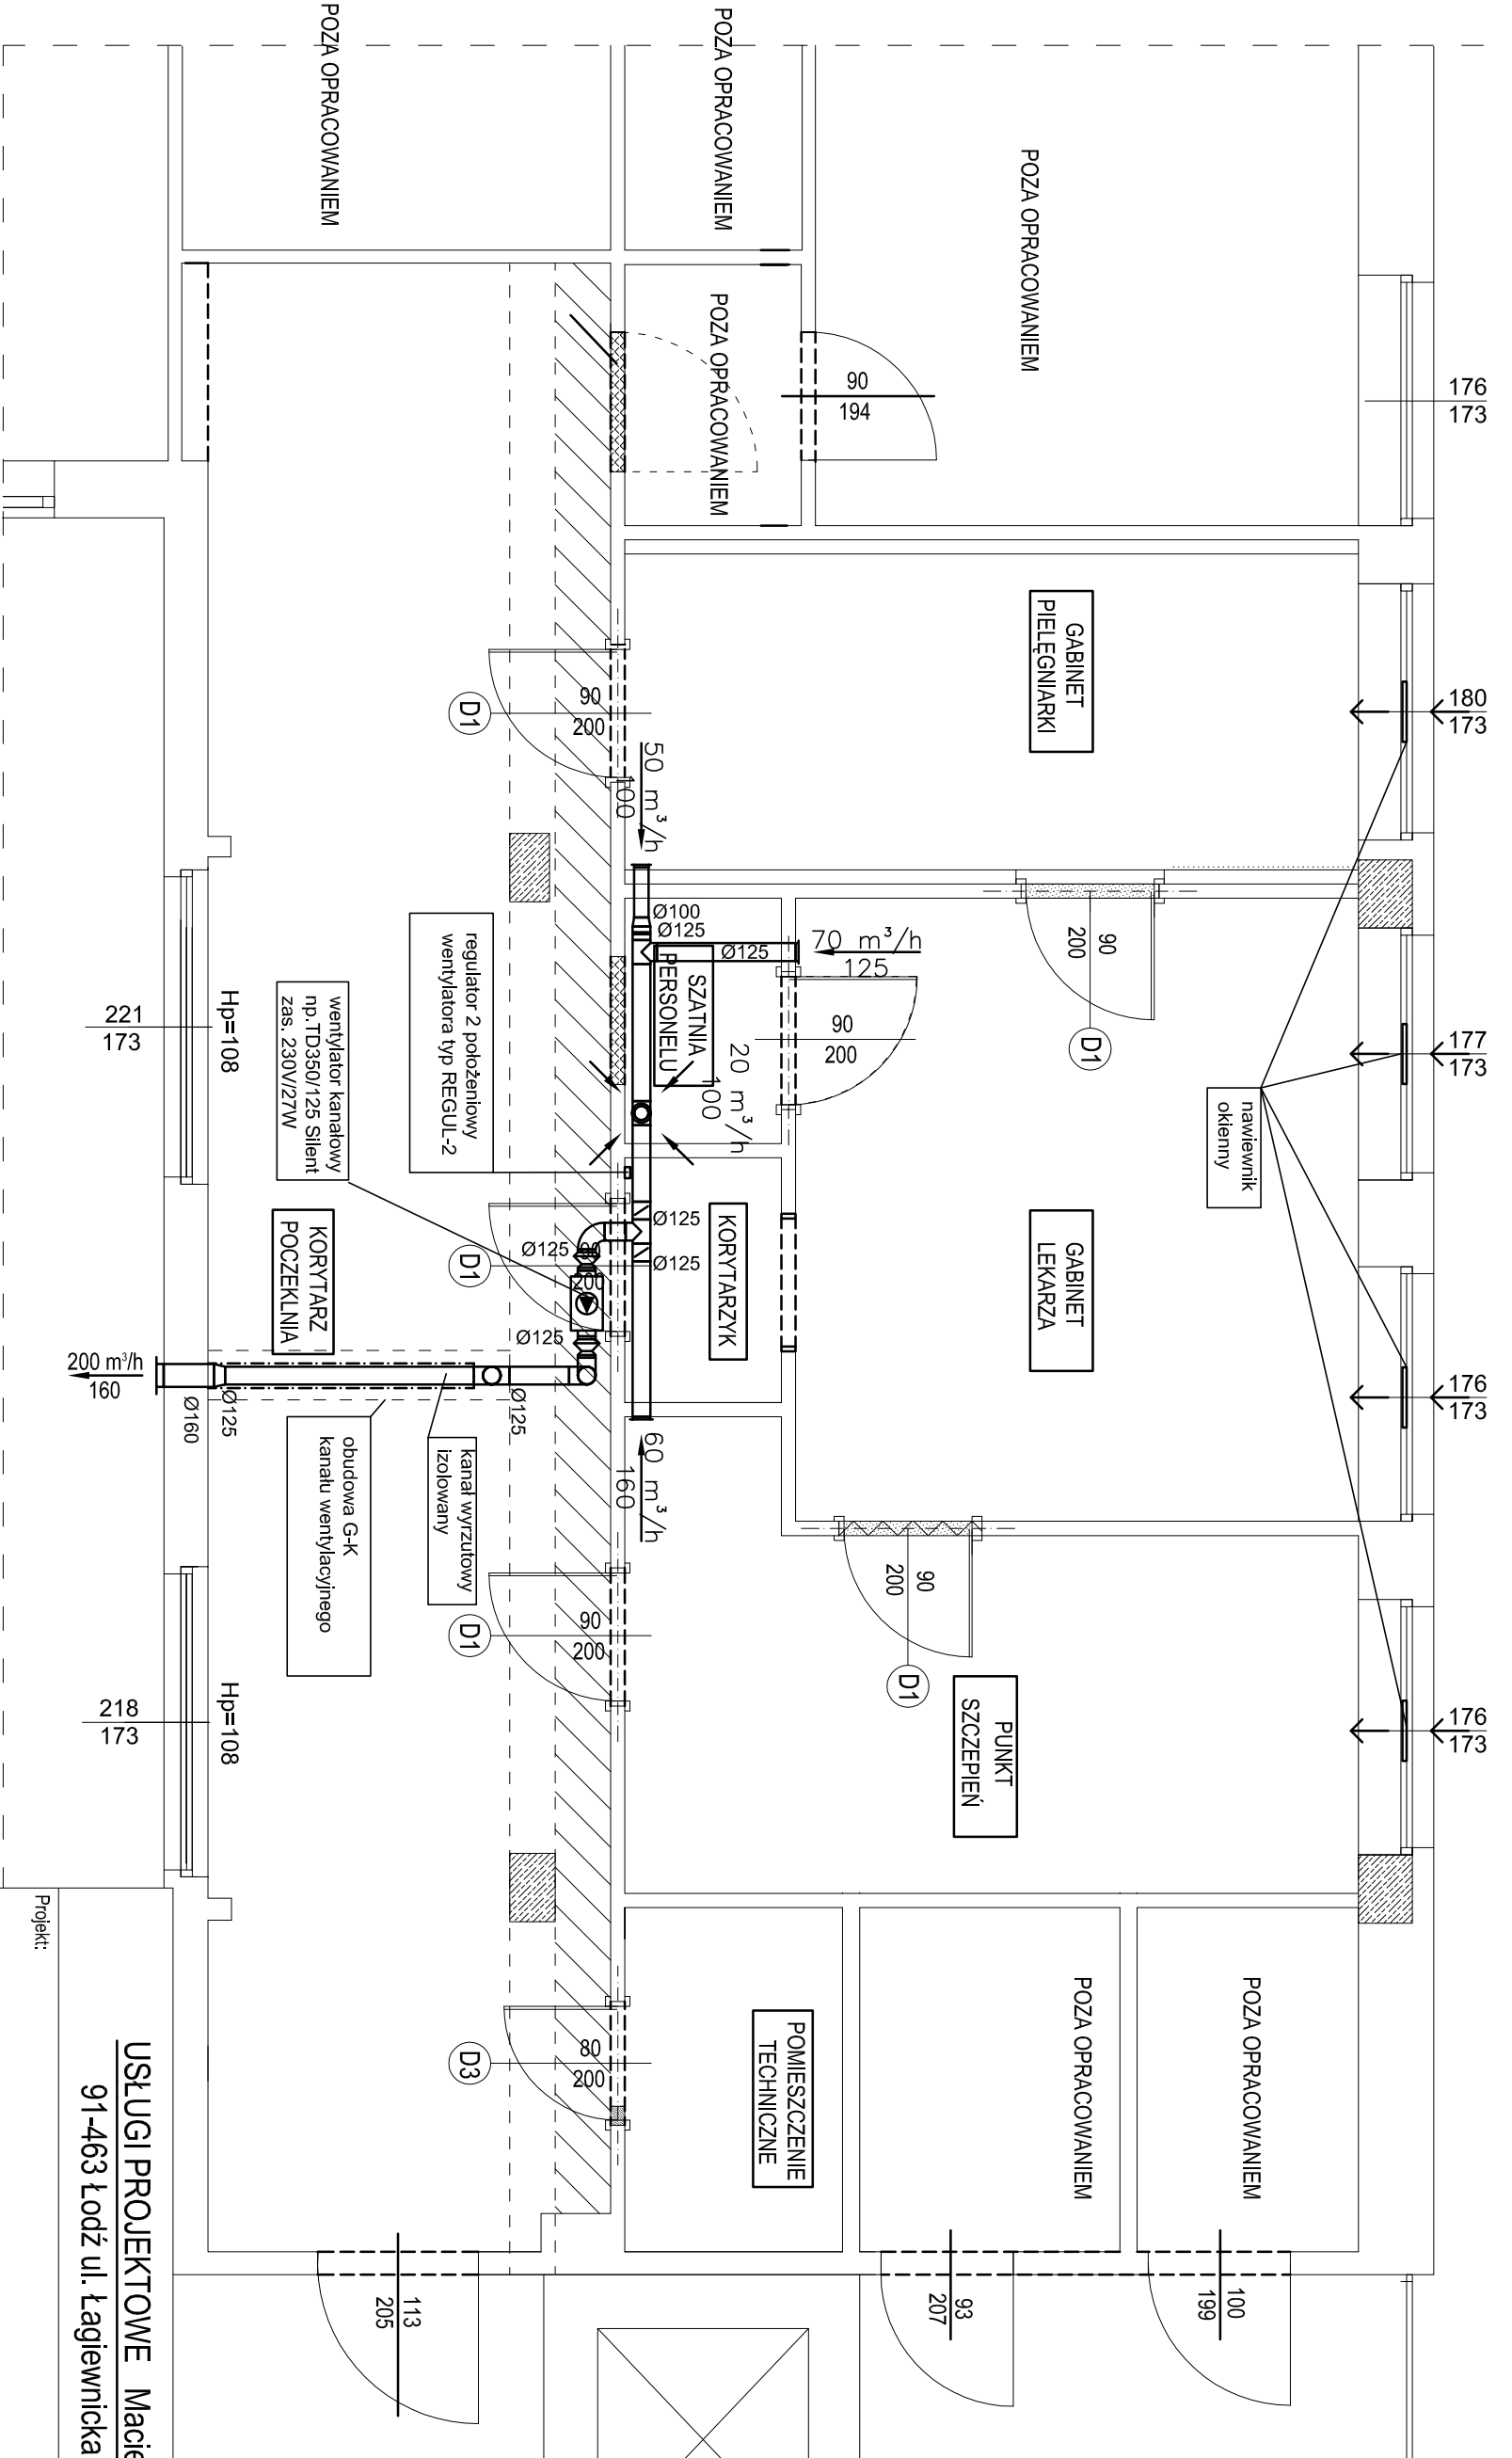 POZA OPRACOWANIEM
POZA OPRACOWANIEM
POZA OPRACOWANIEM
POZA OPRACOWANIEM
90
194
176
173
GABINET
PIELĘGNIARKI
180
173
90
200
D1
50 m³/h
100
Ø100
Ø125
Ø125
70 m³/h
125
SZATNIA
PERSONELU
90
200
20 m³/h
100
90
200
D1
177
173
nawiewnik
okienny
regulator 2 położeniowy
wentylatora typ REGUL-2
wentylator kanałowy
np.TD350/125 Silent
zas. 230V/27W
Hp=108
221
173
KORYTARZ
POCZEKLNIA
KORYTARZYK
GABINET
LEKARZA
Ø125
Ø125
Ø125
90
200
D1
Ø125
176
173
200 m³/h
160
Ø160
Ø125
Ø125
kanał wyrzutowy
izolowany
obudowa G-K
kanału wentylacyjnego
60 m³/h
160
90
200
D1
90
200
D1
PUNKT
SZCZEPIEŃ
176
173
Hp=108
218
173
80
200
D3
POMIESZCZENIE
TECHNICZNE
POZA OPRACOWANIEM
POZA OPRACOWANIEM
113
205
93
207
100
199
Projekt:
USŁUGI PROJEKTOWE Macie
91-463 Łodź ul. Łagiewnicka